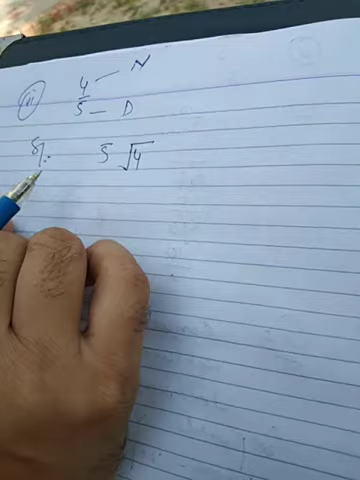 (ii) 4 — N
5 — D
Sol. 5 √4